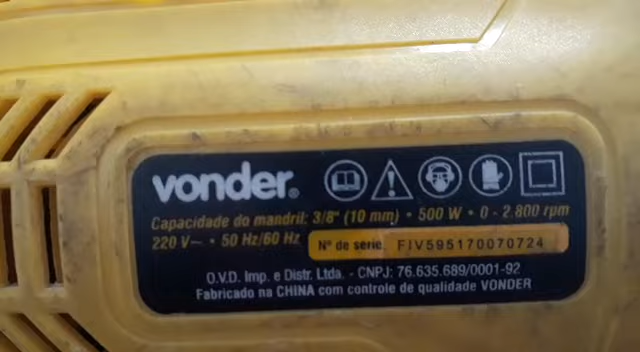 vonder®
Capacidade do mandril: 3/8" (10 mm) • 500 W • 0 - 2.800 rpm
220 V~ • 50 Hz/60 Hz Nº de série: FIV595170070724
O.V.D. Imp. e Distr. Ltda. - CNPJ: 76.635.689/0001-92
Fabricado na CHINA com controle de qualidade VONDER